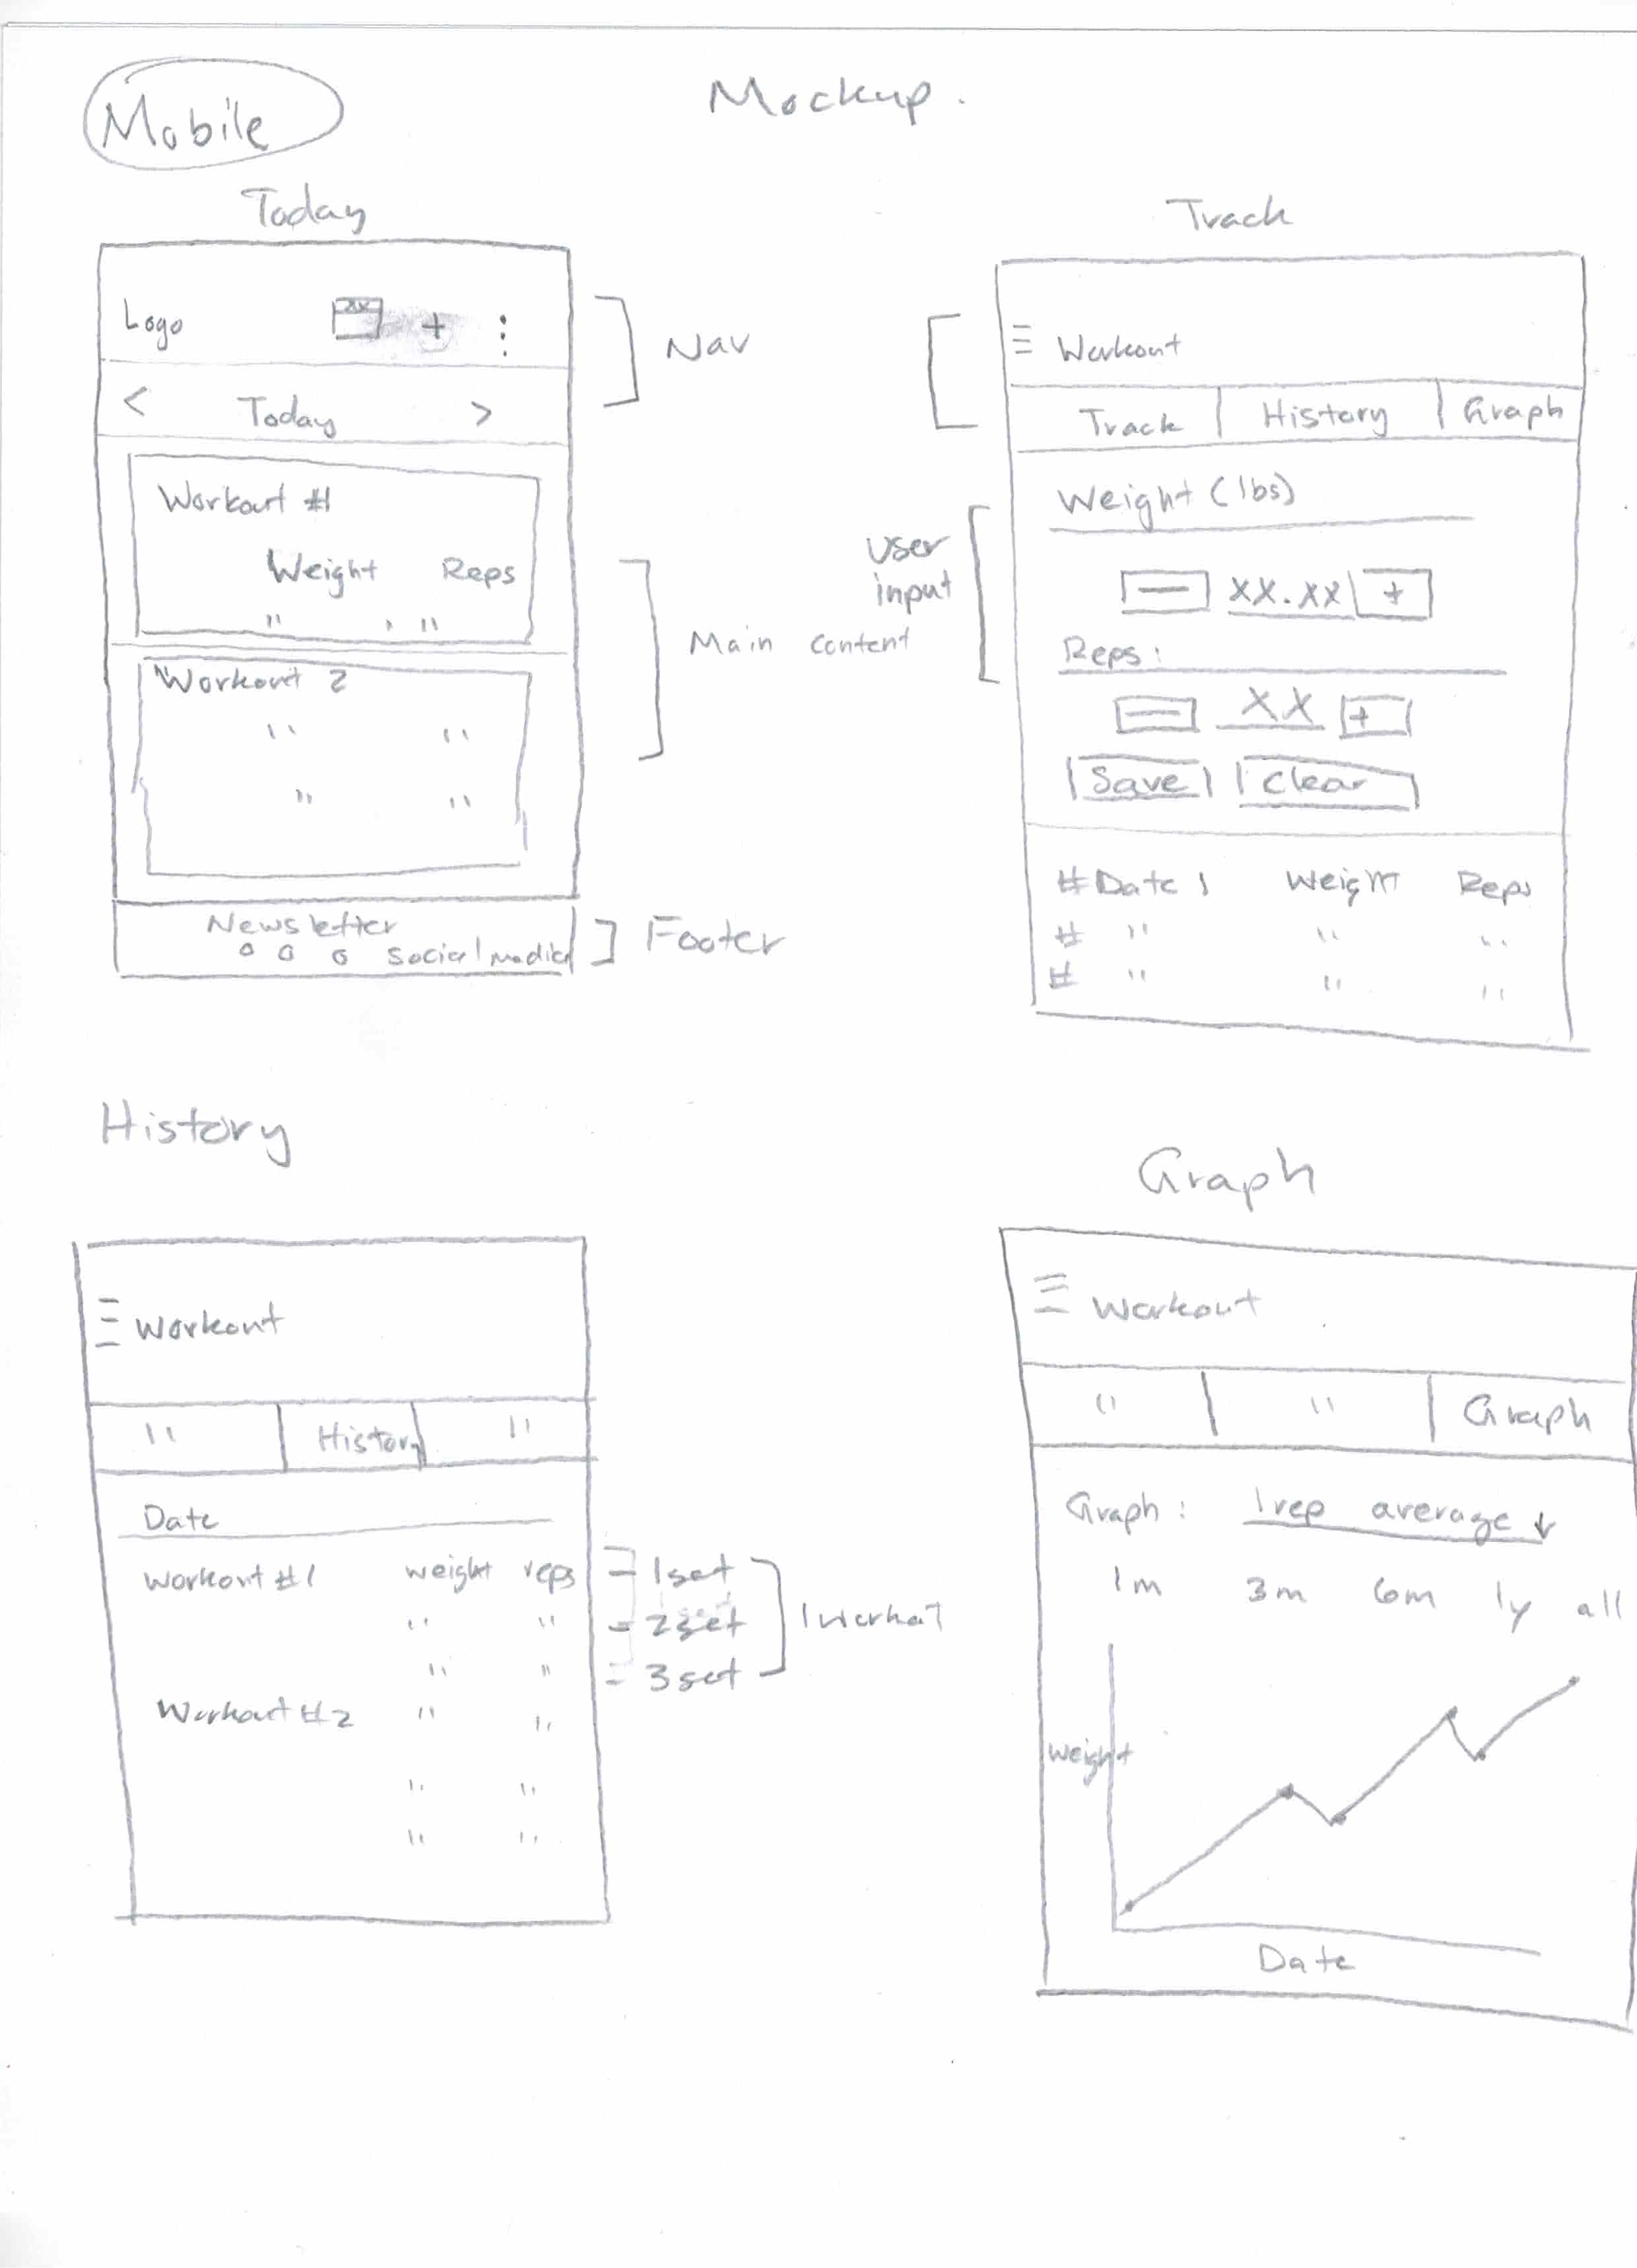 Mobile
Mockup.
Today
Logo + :
Nav
< Today >
Workout #1
Weight Reps
" "
Main content
Workout 2
" "
" "
Newsletter
o o o Social media
Footer
Track
Workout
Track | History | Graph
Weight (lbs)
User
input
— xx.xx +
Reps:
— XX +
Save Clear
# Date Weight Reps
# " " "
# " " "
History
Workout
" History "
Date
Workout #1 weight reps = 1 set
" " = 2 set
" " = 3 set
Workout #2 " "
" "
" "
Graph
Workout
" " Graph
Graph: 1 rep average ↓
1m 3m 6m 1y all
Weight
Date